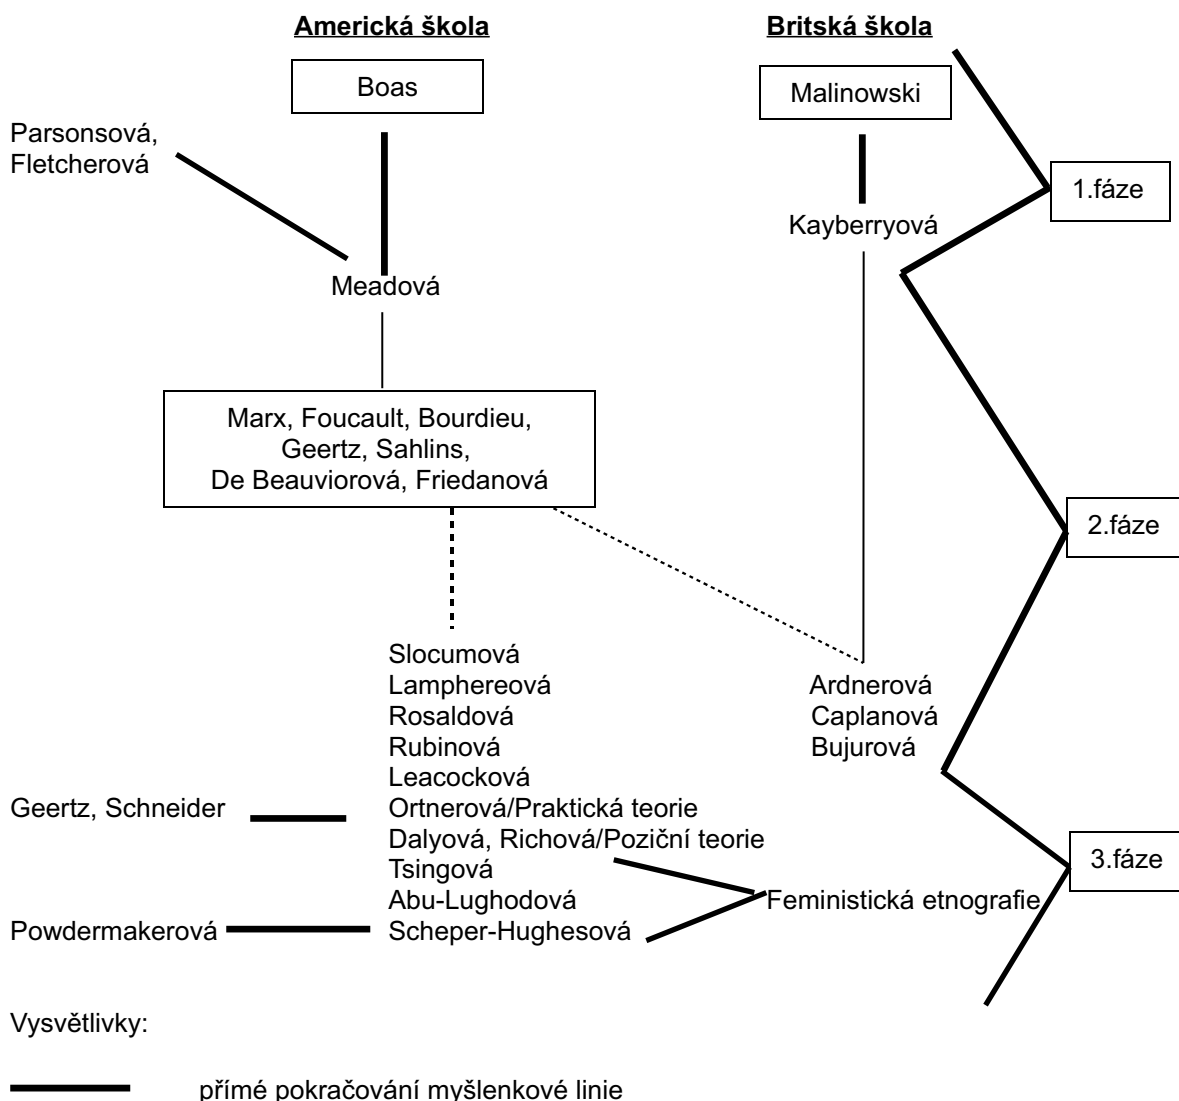 Americká škola
Britská škola
Boas
Malinowski
Parsonsová,
Fletcherová
1.fáze
Kayberryová
Meadová
Marx, Foucault, Bourdieu,
Geertz, Sahlins,
De Beauviorová, Friedanová
2.fáze
Slocumová
Lamphereová
Rosaldová
Rubinová
Leacocková
Ardnerová
Caplanová
Bujurová
Geertz, Schneider
Ortnerová/Praktická teorie
Dalyová, Richová/Poziční teorie
Tsingová
Abu-Lughodová
Scheper-Hughesová
3.fáze
Feministická etnografie
Powdermakerová
Vysvětlivky:
přímé pokračování myšlenkové linie